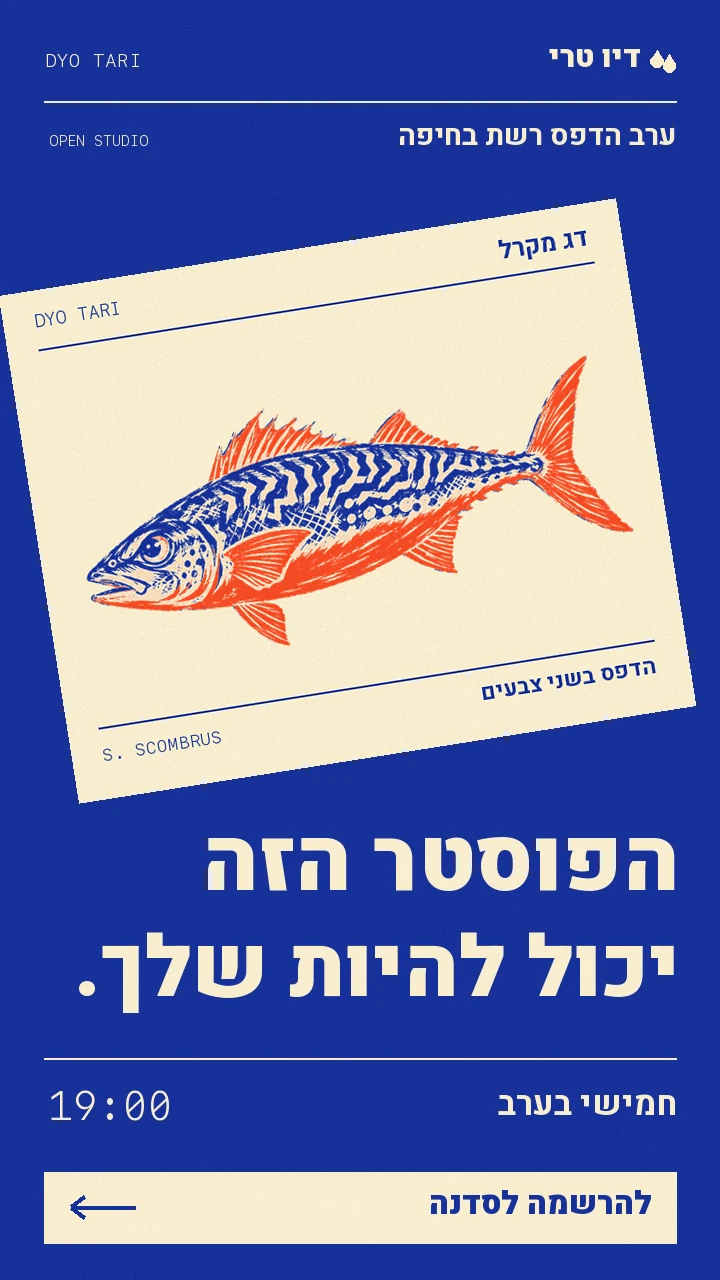 דיו טרי
DYO TARI
ערב הדפס רשת בחיפה
OPEN STUDIO
דג מקרל
DYO TARI
הדפס בשני צבעים
S. SCOMBRUS
הפוסטר הזה
יכול להיות שלך.
חמישי בערב
19:00
להרשמה לסדנה